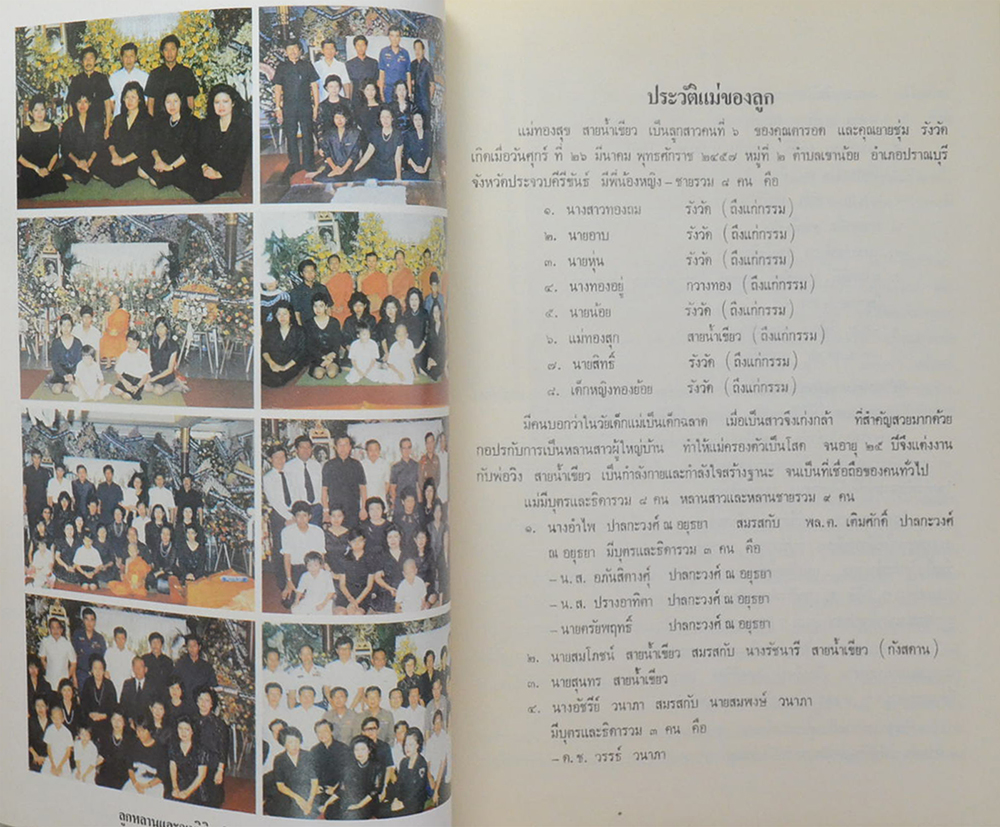 ประวัติแม่ของลูก
แม่ทองสุข สายน้ำเขียว เป็นลูกสาวคนที่ ๖ ของคุณตารอด และคุณยายชุ่ม รังวัด
เกิดเมื่อวันศุกร์ ที่ ๒๖ มีนาคม พุทธศักราช ๒๔๕๗ หมู่ที่ ๒ ตำบลเขาน้อย อำเภอปราณบุรี
จังหวัดประจวบคีรีขันธ์ มีพี่น้องหญิง – ชายรวม ๘ คน คือ
๑. นางสาวทองถม รังวัด (ถึงแก่กรรม)
๒. นายอาบ รังวัด (ถึงแก่กรรม)
๓. นายหุ่น รังวัด (ถึงแก่กรรม)
๔. นางทองอยู่ กวางทอง (ถึงแก่กรรม)
๕. นายน้อย รังวัด (ถึงแก่กรรม)
๖. แม่ทองสุก สายน้ำเขียว (ถึงแก่กรรม)
๗. นายสิทธิ์ รังวัด (ถึงแก่กรรม)
๘. เด็กหญิงทองย้อย รังวัด (ถึงแก่กรรม)
มีคนบอกว่าในวัยเด็กแม่เป็นเด็กฉลาด เมื่อเป็นสาวจึงเก่งกล้า ที่สำคัญสวยมากด้วย
กอปรกับการเป็นหลานสาวผู้ใหญ่บ้าน ทำให้แม่ครองตัวเป็นโสด จนอายุ ๒๕ ปีจึงแต่งงาน
กับพ่อวิง สายน้ำเขียว เป็นกำลังกายและกำลังใจสร้างฐานะ จนเป็นที่เชื่อถือของคนทั่วไป
แม่มีบุตรและธิดารวม ๘ คน หลานสาวและหลานชายรวม ๙ คน
๑. นางอำไพ ปาลกะวงศ์ ณ อยุธยา สมรสกับ พล.ต. เติมศักดิ์ ปาลกะวงศ์
ณ อยุธยา มีบุตรและธิดารวม ๓ คน คือ
– น.ส. อภันสิตางศุ์ ปาลกะวงศ์ ณ อยุธยา
– น.ส. ปรางอาทิตา ปาลกะวงศ์ ณ อยุธยา
– นายตรัยพฤทธิ์ ปาลกะวงศ์ ณ อยุธยา
๒. นายสมโภชน์ สายน้ำเขียว สมรสกับ นางรัชนารี สายน้ำเขียว (กังสดาน)
๓. นายสุนทร สายน้ำเขียว
๔. นางอัชรีย์ วนาภา สมรสกับ นายสมพงษ์ วนาภา
มีบุตรและธิดารวม ๓ คน คือ
– ด.ช. วรรธ์ วนาภา